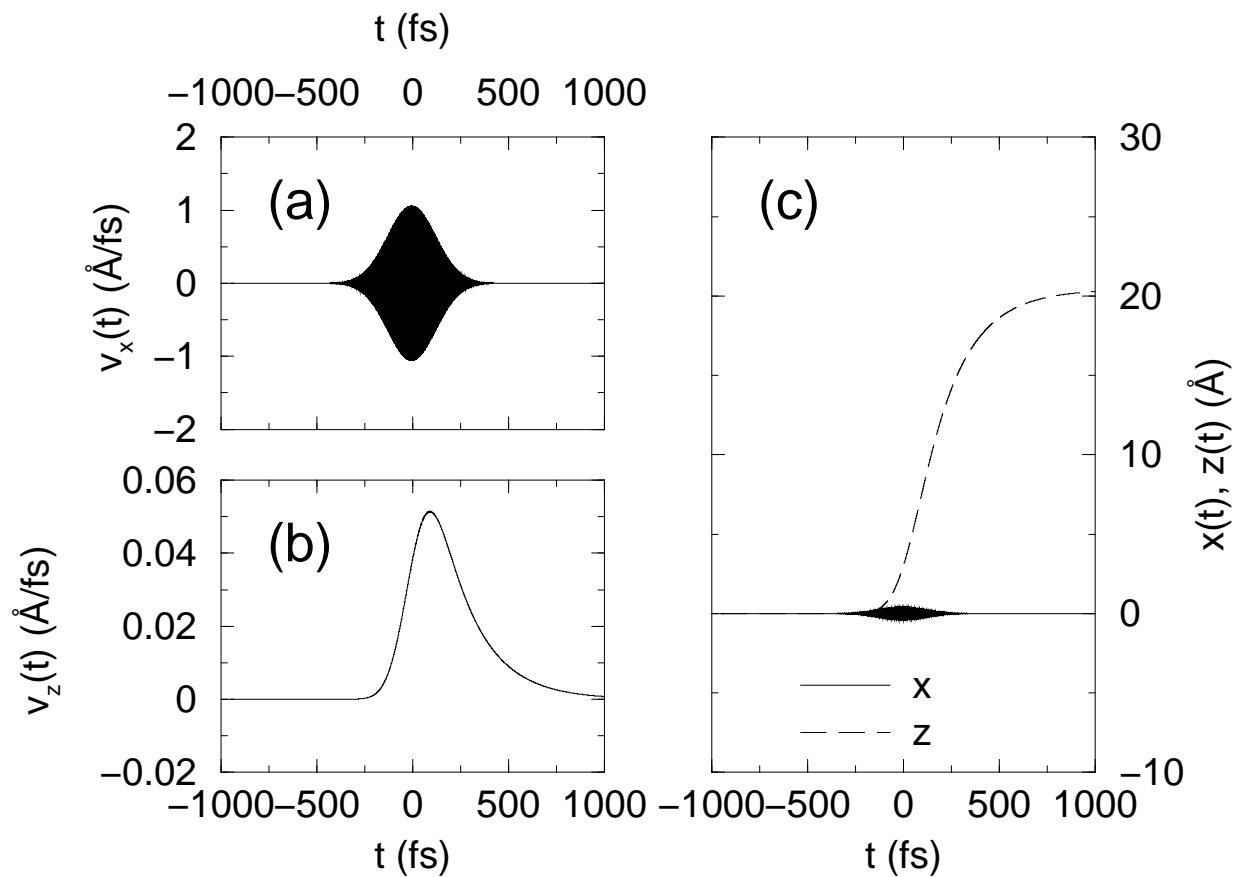 t (fs)
−1000 −500 0 500 1000
2
1
0
−1
−2
v_x(t) (Å/fs)
(a)
0.06
0.04
0.02
0
−0.02
v_z(t) (Å/fs)
(b)
−1000 −500 0 500 1000
t (fs)
(c)
30
20
10
0
−10
x(t), z(t) (Å)
x
z
−1000 −500 0 500 1000
t (fs)